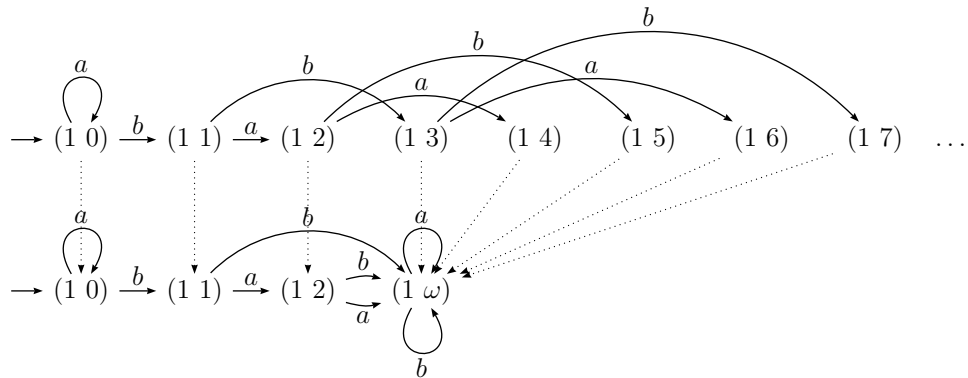 b
b
b
a
b
a
a
(1 0) b (1 1) a (1 2) (1 3) (1 4) (1 5) (1 6) (1 7) ...
a
b
a
(1 0) b (1 1) a (1 2) b (1 ω)
a
b